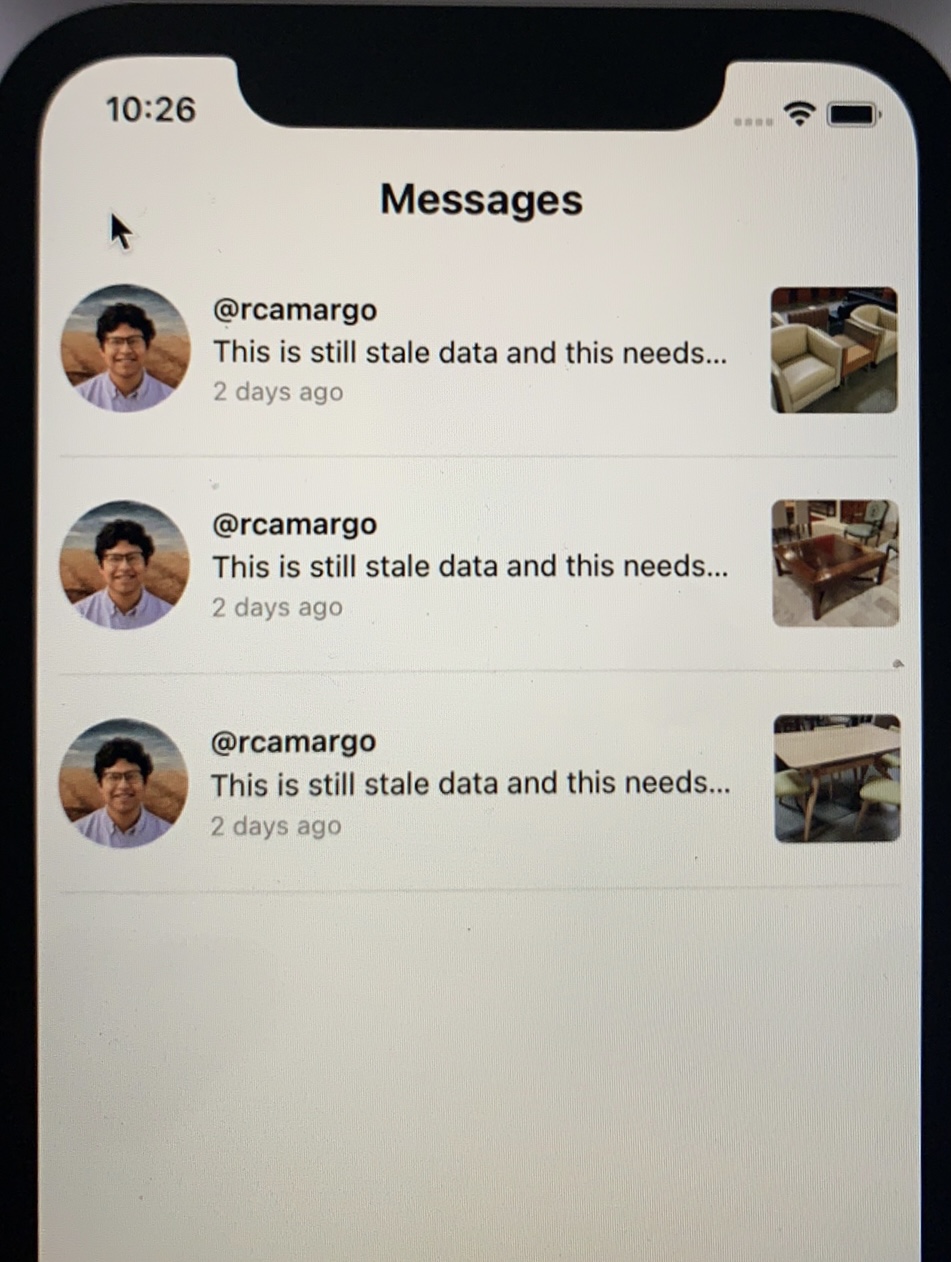 10:26
Messages
@rcamargo
This is still stale data and this needs...
2 days ago
@rcamargo
This is still stale data and this needs...
2 days ago
@rcamargo
This is still stale data and this needs...
2 days ago